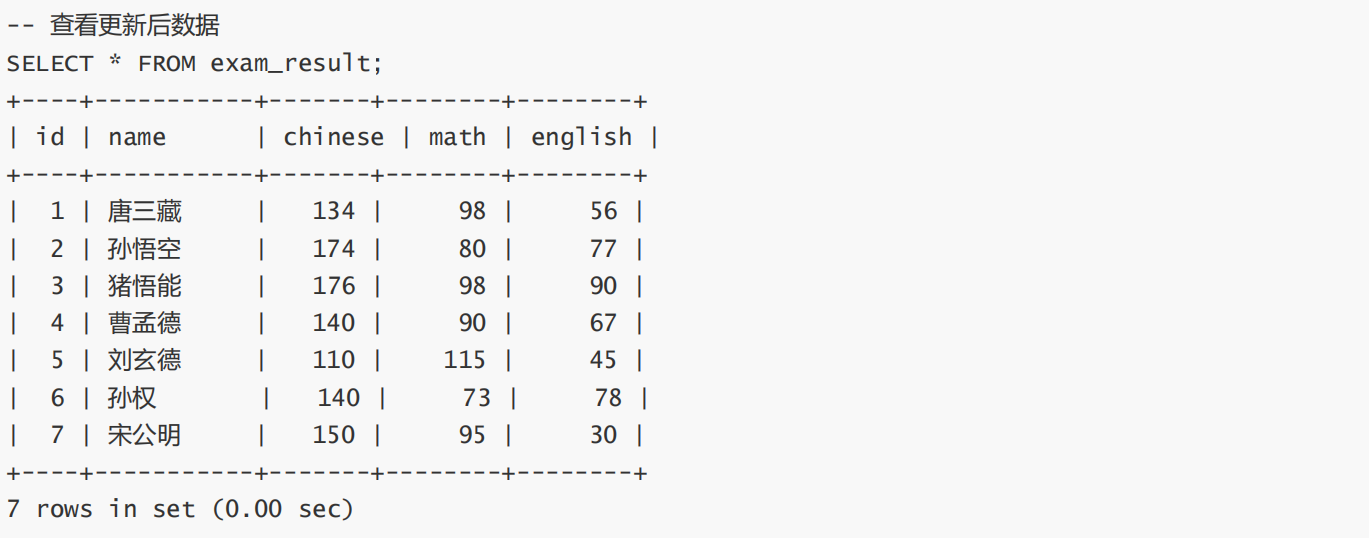 -- 查看更新后数据
SELECT * FROM exam_result;
+----+-----------+-------+--------+--------+
| id | name      | chinese | math | english |
+----+-----------+-------+--------+--------+
|  1 | 唐三藏     |   134 |     98 |     56 |
|  2 | 孙悟空     |   174 |     80 |     77 |
|  3 | 猪悟能     |   176 |     98 |     90 |
|  4 | 曹孟德     |   140 |     90 |     67 |
|  5 | 刘玄德     |   110 |    115 |     45 |
|  6 | 孙权       |   140 |     73 |     78 |
|  7 | 宋公明     |   150 |     95 |     30 |
+----+-----------+-------+--------+--------+
7 rows in set (0.00 sec)